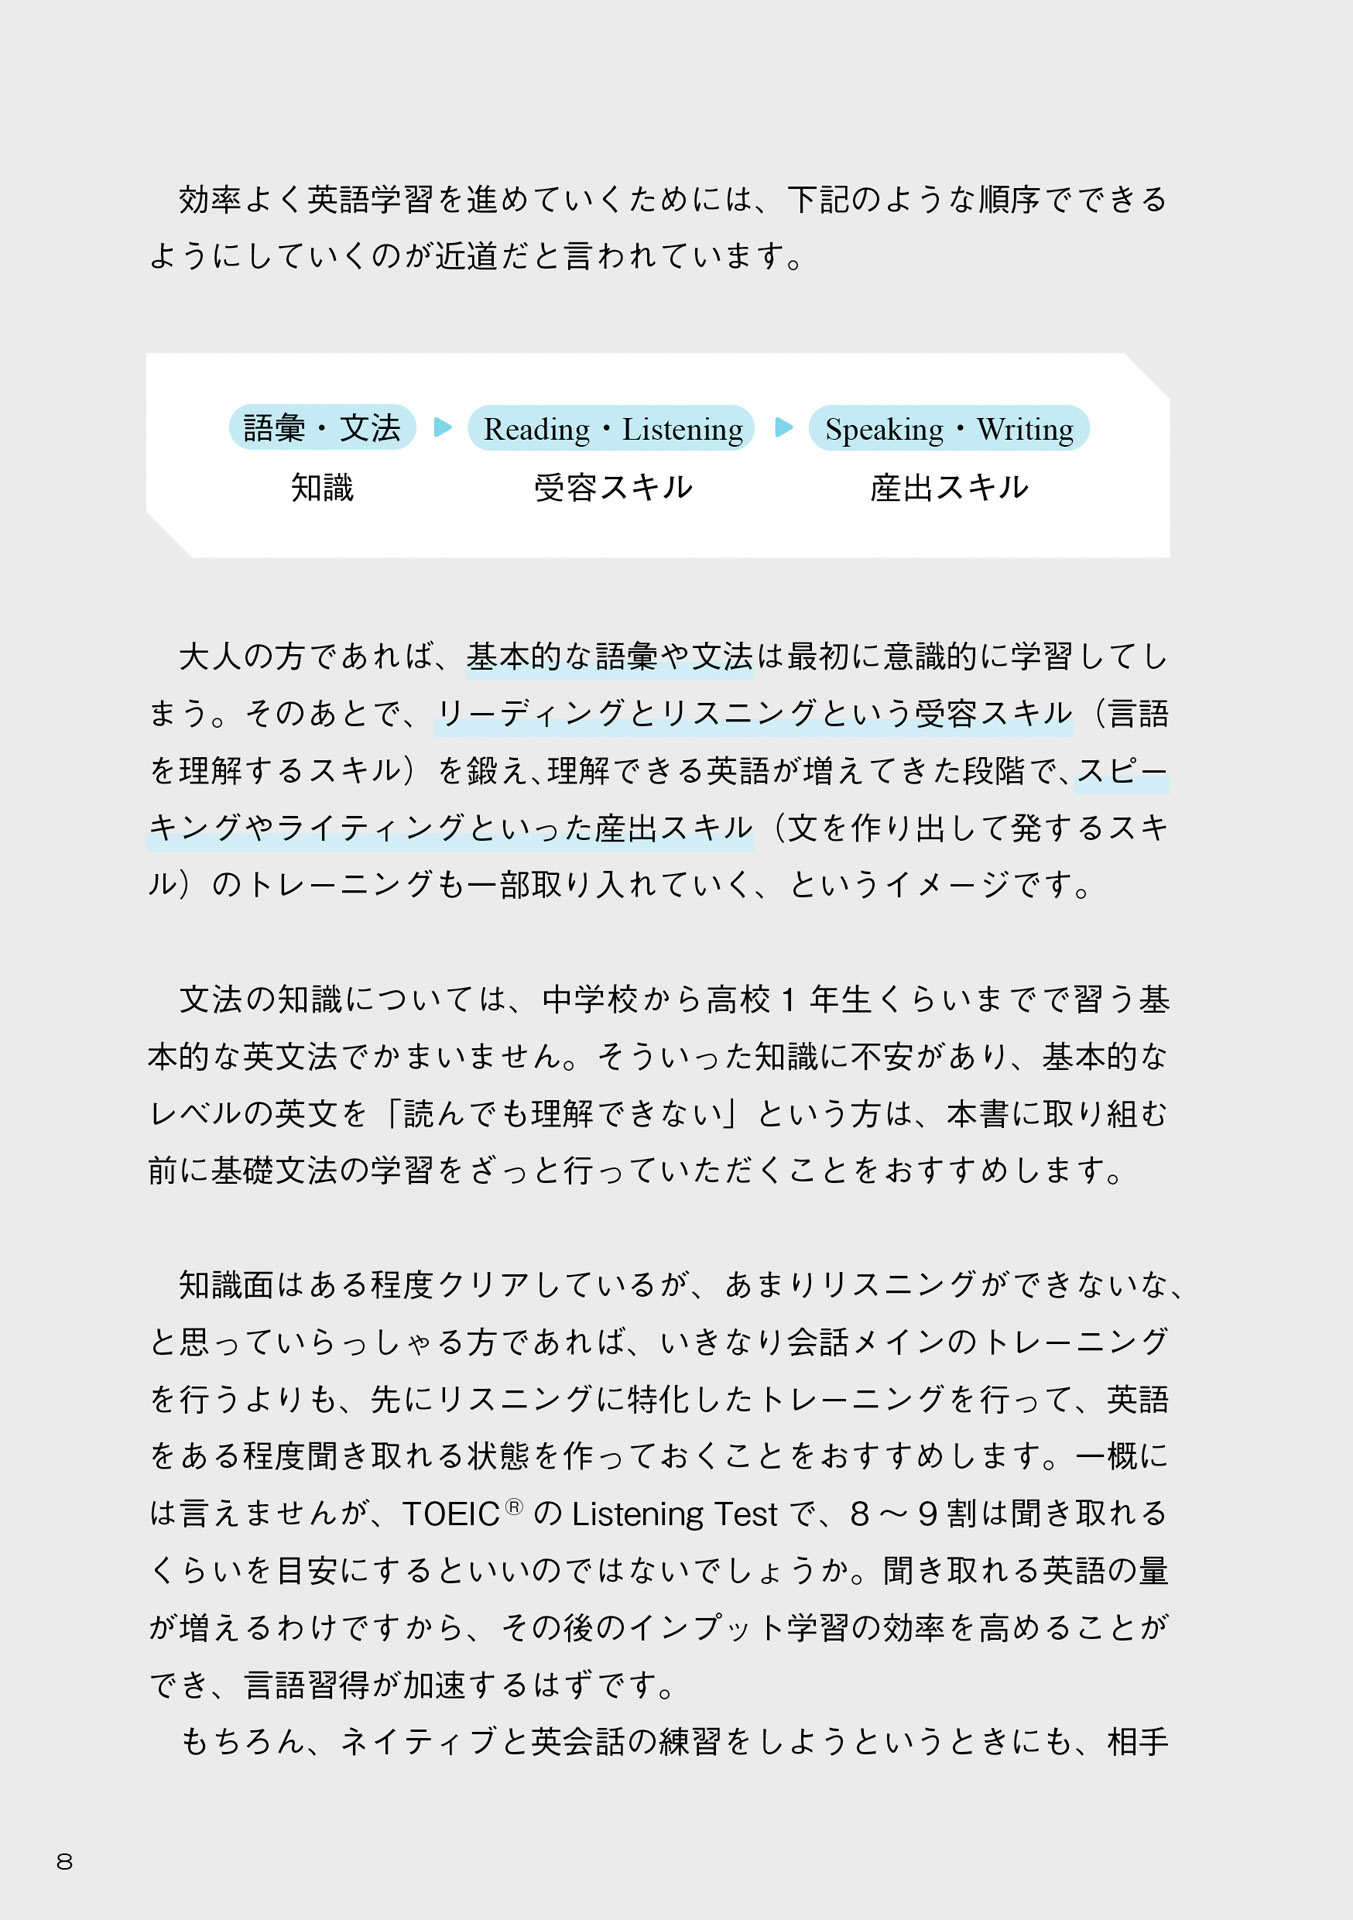 効率よく英語学習を進めていくためには、下記のような順序でできる
ようにしていくのが近道だと言われています。
語彙・文法 ▶ Reading・Listening ▶ Speaking・Writing
知識 受容スキル 産出スキル
大人の方であれば、基本的な語彙や文法は最初に意識的に学習してし
まう。そのあとで、リーディングとリスニングという受容スキル（言語
を理解するスキル）を鍛え、理解できる英語が増えてきた段階で、スピー
キングやライティングといった産出スキル（文を作り出して発するスキ
ル）のトレーニングも一部取り入れていく、というイメージです。
文法の知識については、中学校から高校 1 年生くらいまでで習う基
本的な英文法でかまいません。そういった知識に不安があり、基本的な
レベルの英文を「読んでも理解できない」という方は、本書に取り組む
前に基礎文法の学習をざっと行っていただくことをおすすめします。
知識面はある程度クリアしているが、あまりリスニングができないな、
と思っていらっしゃる方であれば、いきなり会話メインのトレーニング
を行うよりも、先にリスニングに特化したトレーニングを行って、英語
をある程度聞き取れる状態を作っておくことをおすすめします。一概に
は言えませんが、TOEIC® の Listening Test で、8 〜 9 割は聞き取れる
くらいを目安にするといいのではないでしょうか。聞き取れる英語の量
が増えるわけですから、その後のインプット学習の効率を高めることが
でき、言語習得が加速するはずです。
もちろん、ネイティブと英会話の練習をしようというときにも、相手
8